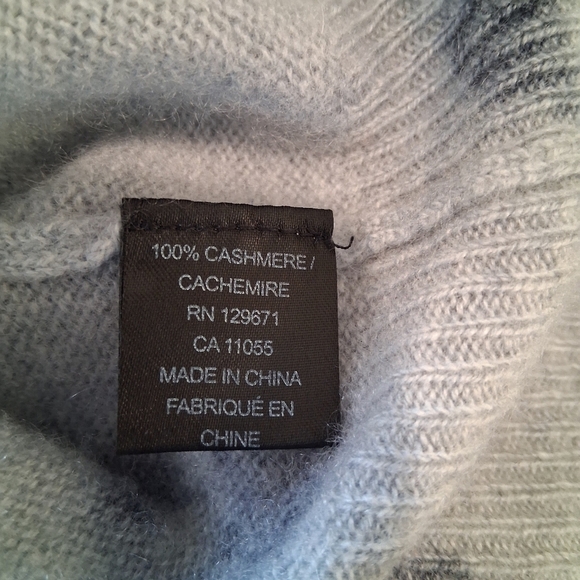 100% CASHMERE /
CACHEMIRE
RN 129671
CA 11055
MADE IN CHINA
FABRIQUÉ EN
CHINE